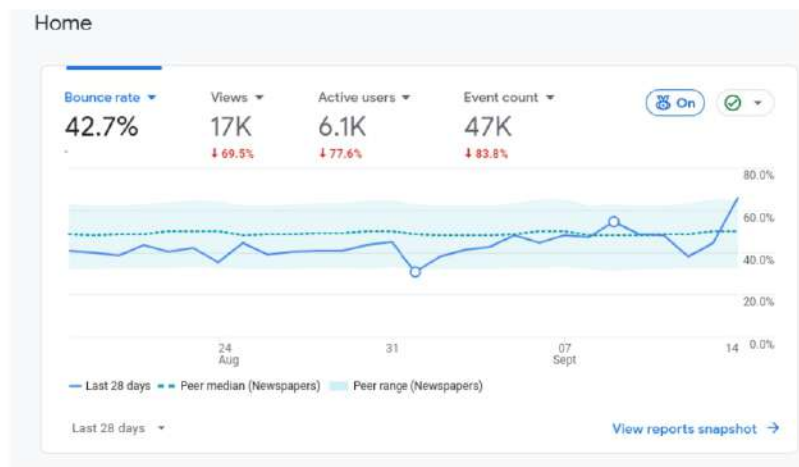 Home
Bounce rate Views Active users Event count On
42.7% 17K 6.1K 47K
- ↓ 69.5% ↓ 77.6% ↓ 83.8%
80.0%
60.0%
40.0%
20.0%
0.0%
24 31 07 14
Aug Sept
Last 28 days Peer median (Newspapers) Peer range (Newspapers)
Last 28 days View reports snapshot →